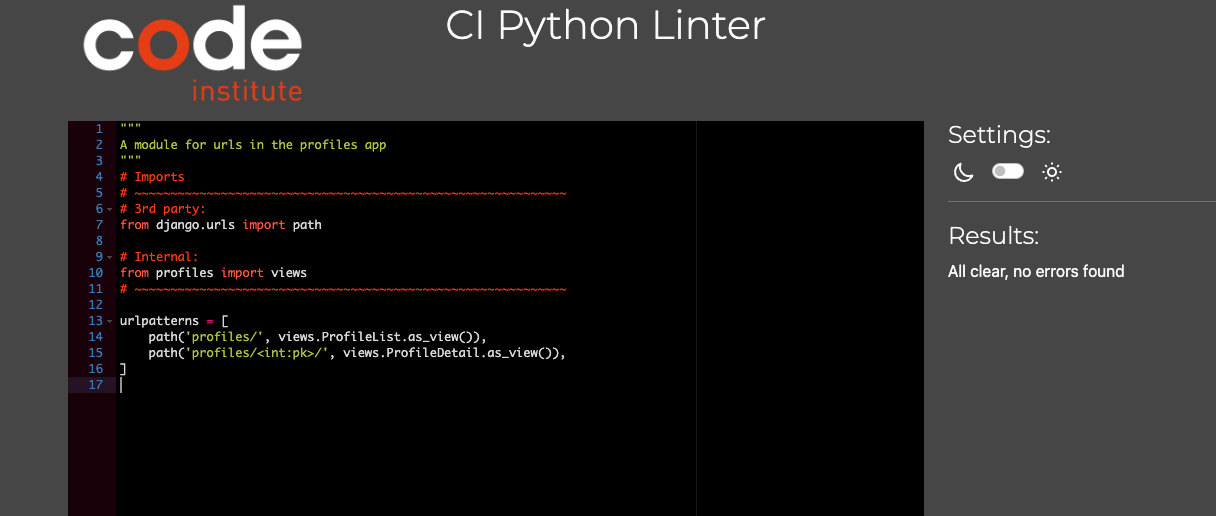 code
institute
CI Python Linter
1 """
2 A module for urls in the profiles app
3 """
4 # Imports
5 # ~~~~~~~~~~~~~~~~~~~~~~~~~~~~~~~~~~~~~~~~~~~~~~~~~~~~~~~~~~~~
6 # 3rd party:
7 from django.urls import path
8
9 # Internal:
10 from profiles import views
11 # ~~~~~~~~~~~~~~~~~~~~~~~~~~~~~~~~~~~~~~~~~~~~~~~~~~~~~~~~~~~~
12
13 urlpatterns = [
14     path('profiles/', views.ProfileList.as_view()),
15     path('profiles/<int:pk>/', views.ProfileDetail.as_view()),
16 ]
17
Settings:
Results:
All clear, no errors found